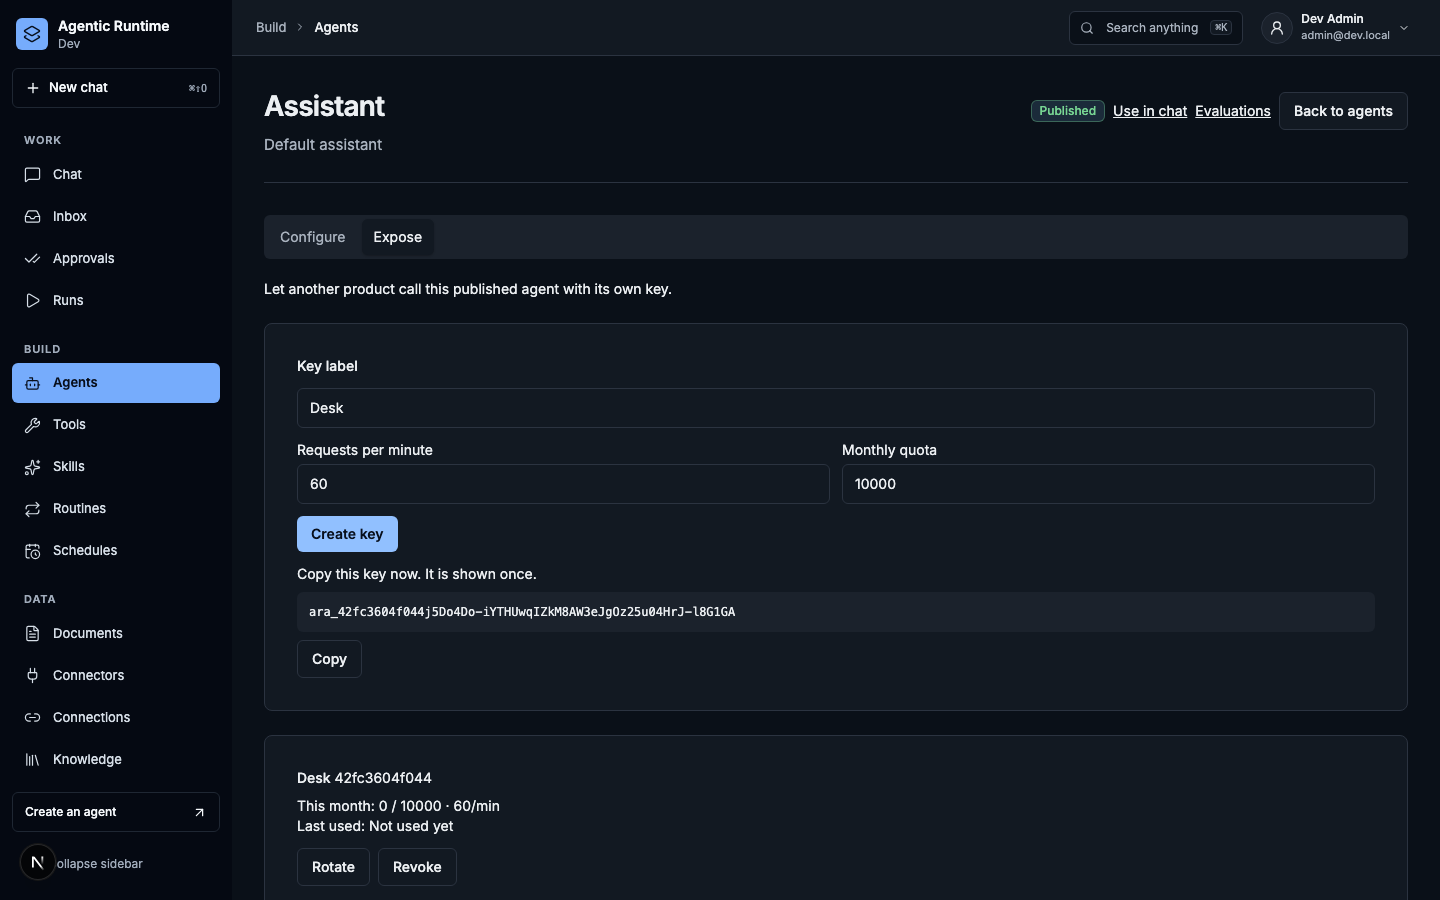 Agentic Runtime
Dev
New chat
⌘⇧O
WORK
Chat
Inbox
Approvals
Runs
BUILD
Agents
Tools
Skills
Routines
Schedules
DATA
Documents
Connectors
Connections
Knowledge
Create an agent
N
ollapse sidebar
Build > Agents
Search anything ⌘K
Dev Admin
admin@dev.local
Assistant
Default assistant
Published Use in chat Evaluations Back to agents
Configure Expose
Let another product call this published agent with its own key.
Key label
Desk
Requests per minute Monthly quota
60 10000
Create key
Copy this key now. It is shown once.
ara_42fc3604f044j5Do4Do-iYTHUwqIZkM8AW3eJgOz25u04HrJ-l8G1GA
Copy
Desk 42fc3604f044
This month: 0 / 10000 · 60/min
Last used: Not used yet
Rotate Revoke